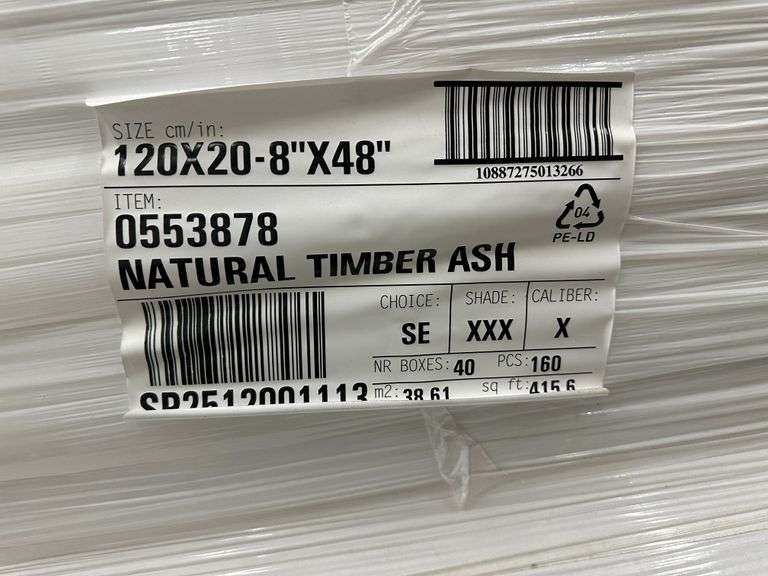 SIZE cm/in:
120X20-8"X48"
10887275013266
ITEM:
0553878
04
PE-LD
NATURAL TIMBER ASH
CHOICE: SHADE: CALIBER:
SE XXX X
NR BOXES: 40 PCS: 160
SP2512001113 m2: 38.61 sq ft: 415.6